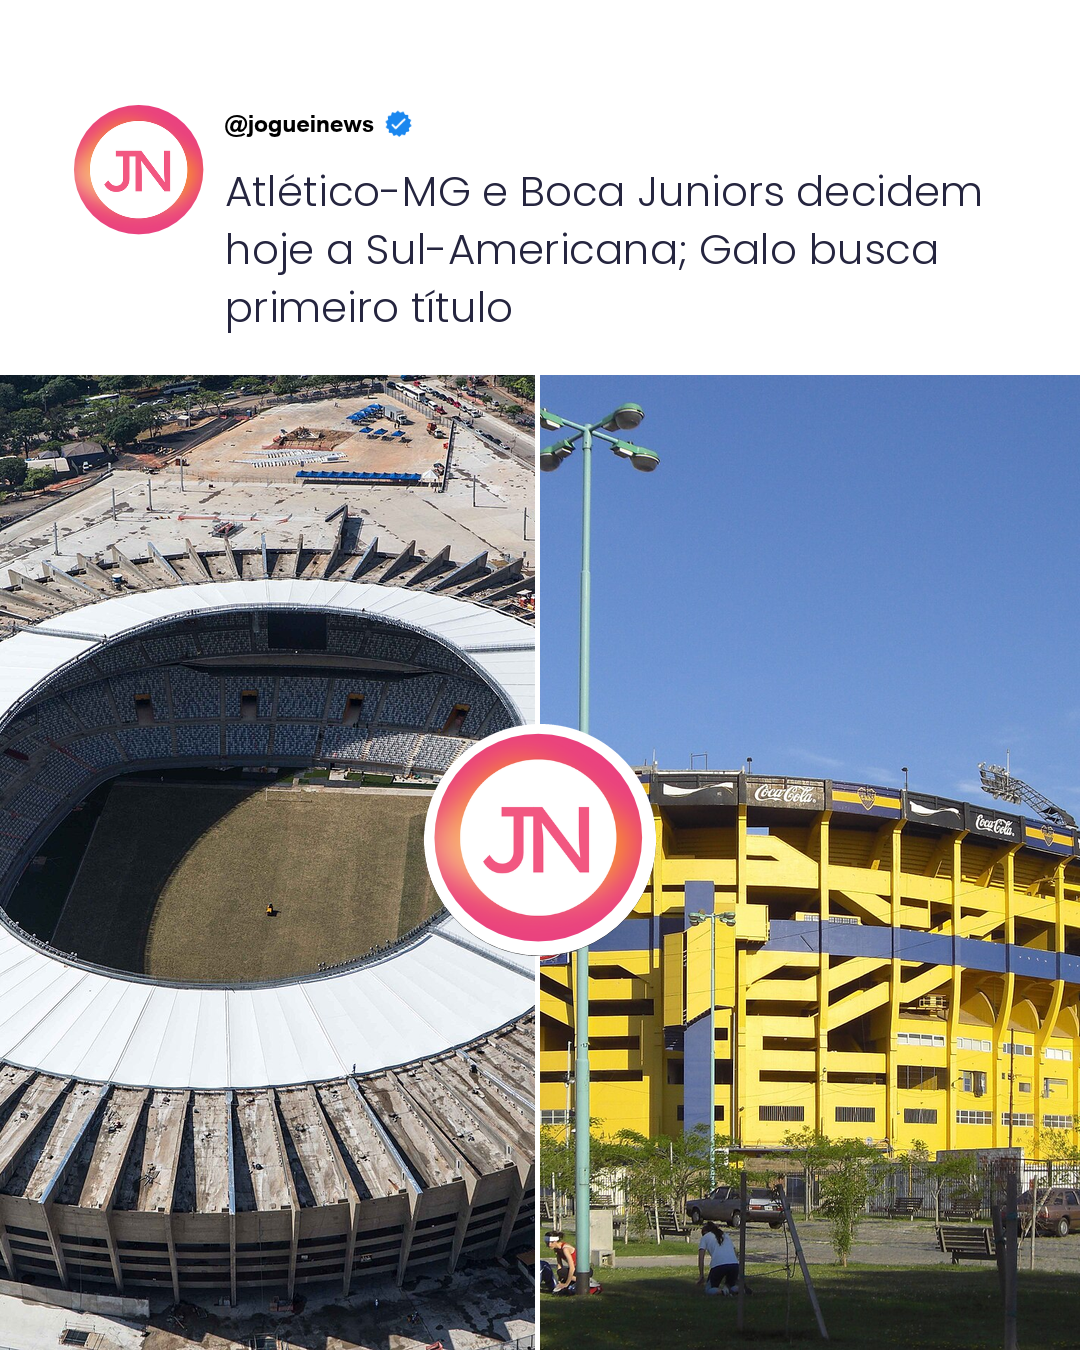 JN
@jogueinews
Atlético-MG e Boca Juniors decidem
hoje a Sul-Americana; Galo busca
primeiro título
JN
Coca-Cola
Coca-Cola